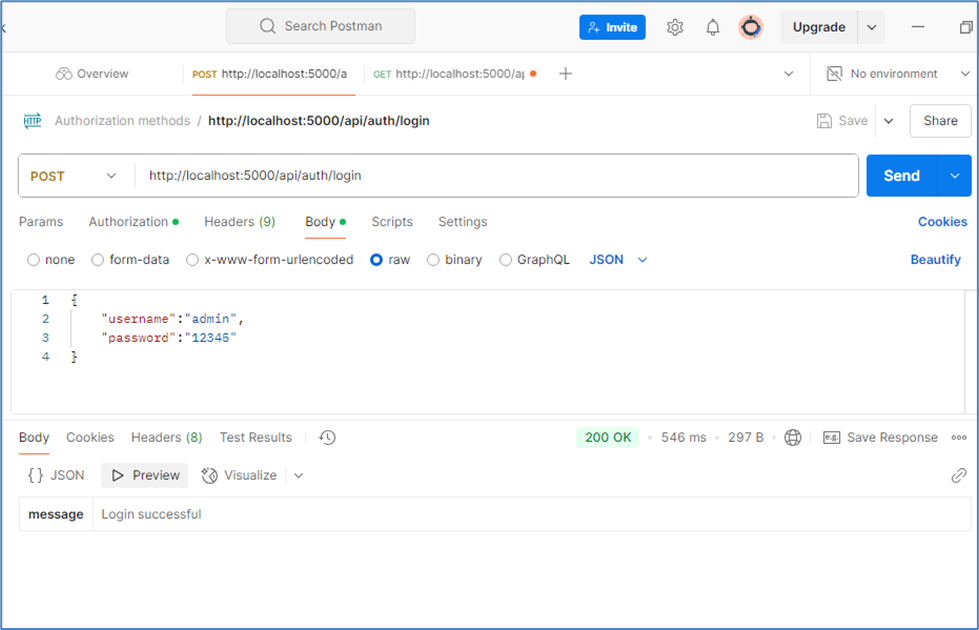 Search Postman
Invite
Upgrade
Overview
POST http://localhost:5000/a
GET http://localhost:5000/ap
No environment
HTTP
Authorization methods / http://localhost:5000/api/auth/login
Save
Share
POST
http://localhost:5000/api/auth/login
Send
Params
Authorization
Headers (9)
Body
Scripts
Settings
Cookies
none
form-data
x-www-form-urlencoded
raw
binary
GraphQL
JSON
Beautify
1 {
2 "username":"admin",
3 "password":"12345"
4 }
Body
Cookies
Headers (8)
Test Results
200 OK
546 ms
297 B
e.g.
Save Response
{} JSON
Preview
Visualize
message
Login successful